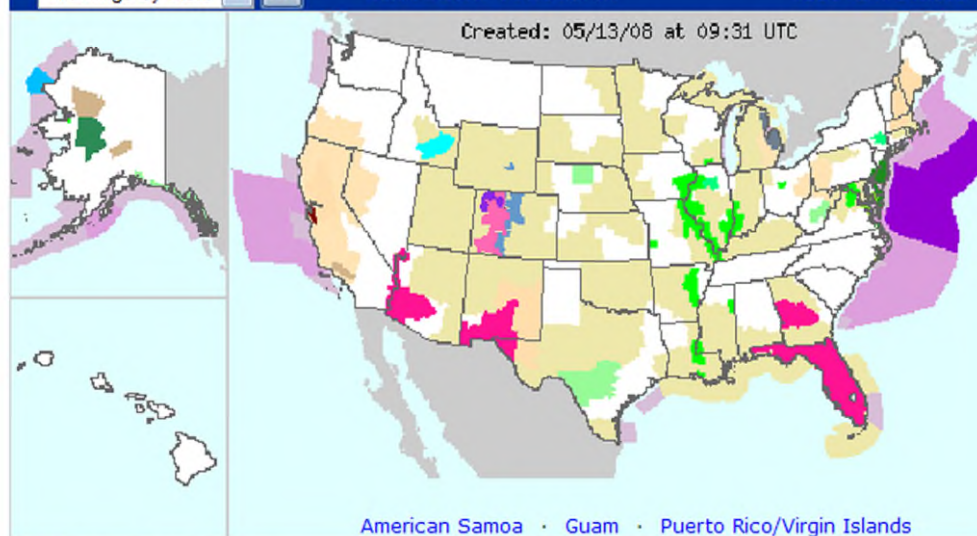 Created: 05/13/08 at 09:31 UTC
American Samoa · Guam · Puerto Rico/Virgin Islands